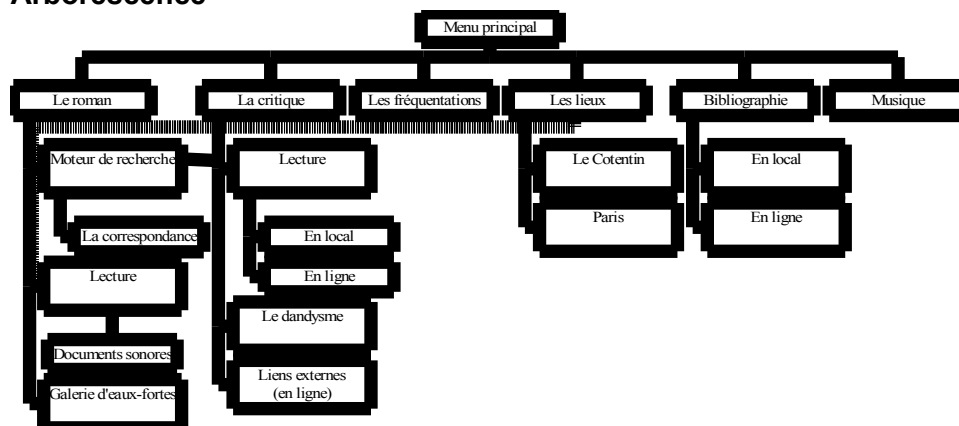 Arborescence
Menu principal
Le roman
La critique
Les fréquentations
Les lieux
Bibliographie
Musique
Moteur de recherche
La correspondance
Lecture
Documents sonores
Galerie d'eaux-fortes
Lecture
En local
En ligne
Le dandysme
Liens externes
(en ligne)
Le Cotentin
Paris
En local
En ligne